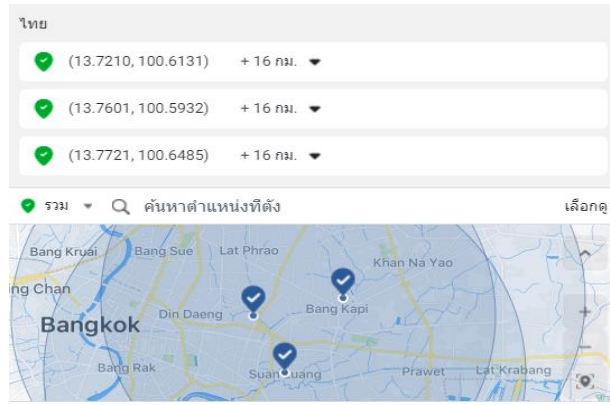 ไทย
(13.7210, 100.6131) + 16 กม.
(13.7601, 100.5932) + 16 กม.
(13.7721, 100.6485) + 16 กม.
รวม ค้นหาตำแหน่งที่ตั้ง เลือกดู
Bang Kruai Bang Sue Lat Phrao Khan Na Yao
ng Chan
Din Daeng Bang Kapi
Bangkok
Bang Rak Suan Luang Prawet Lat Krabang